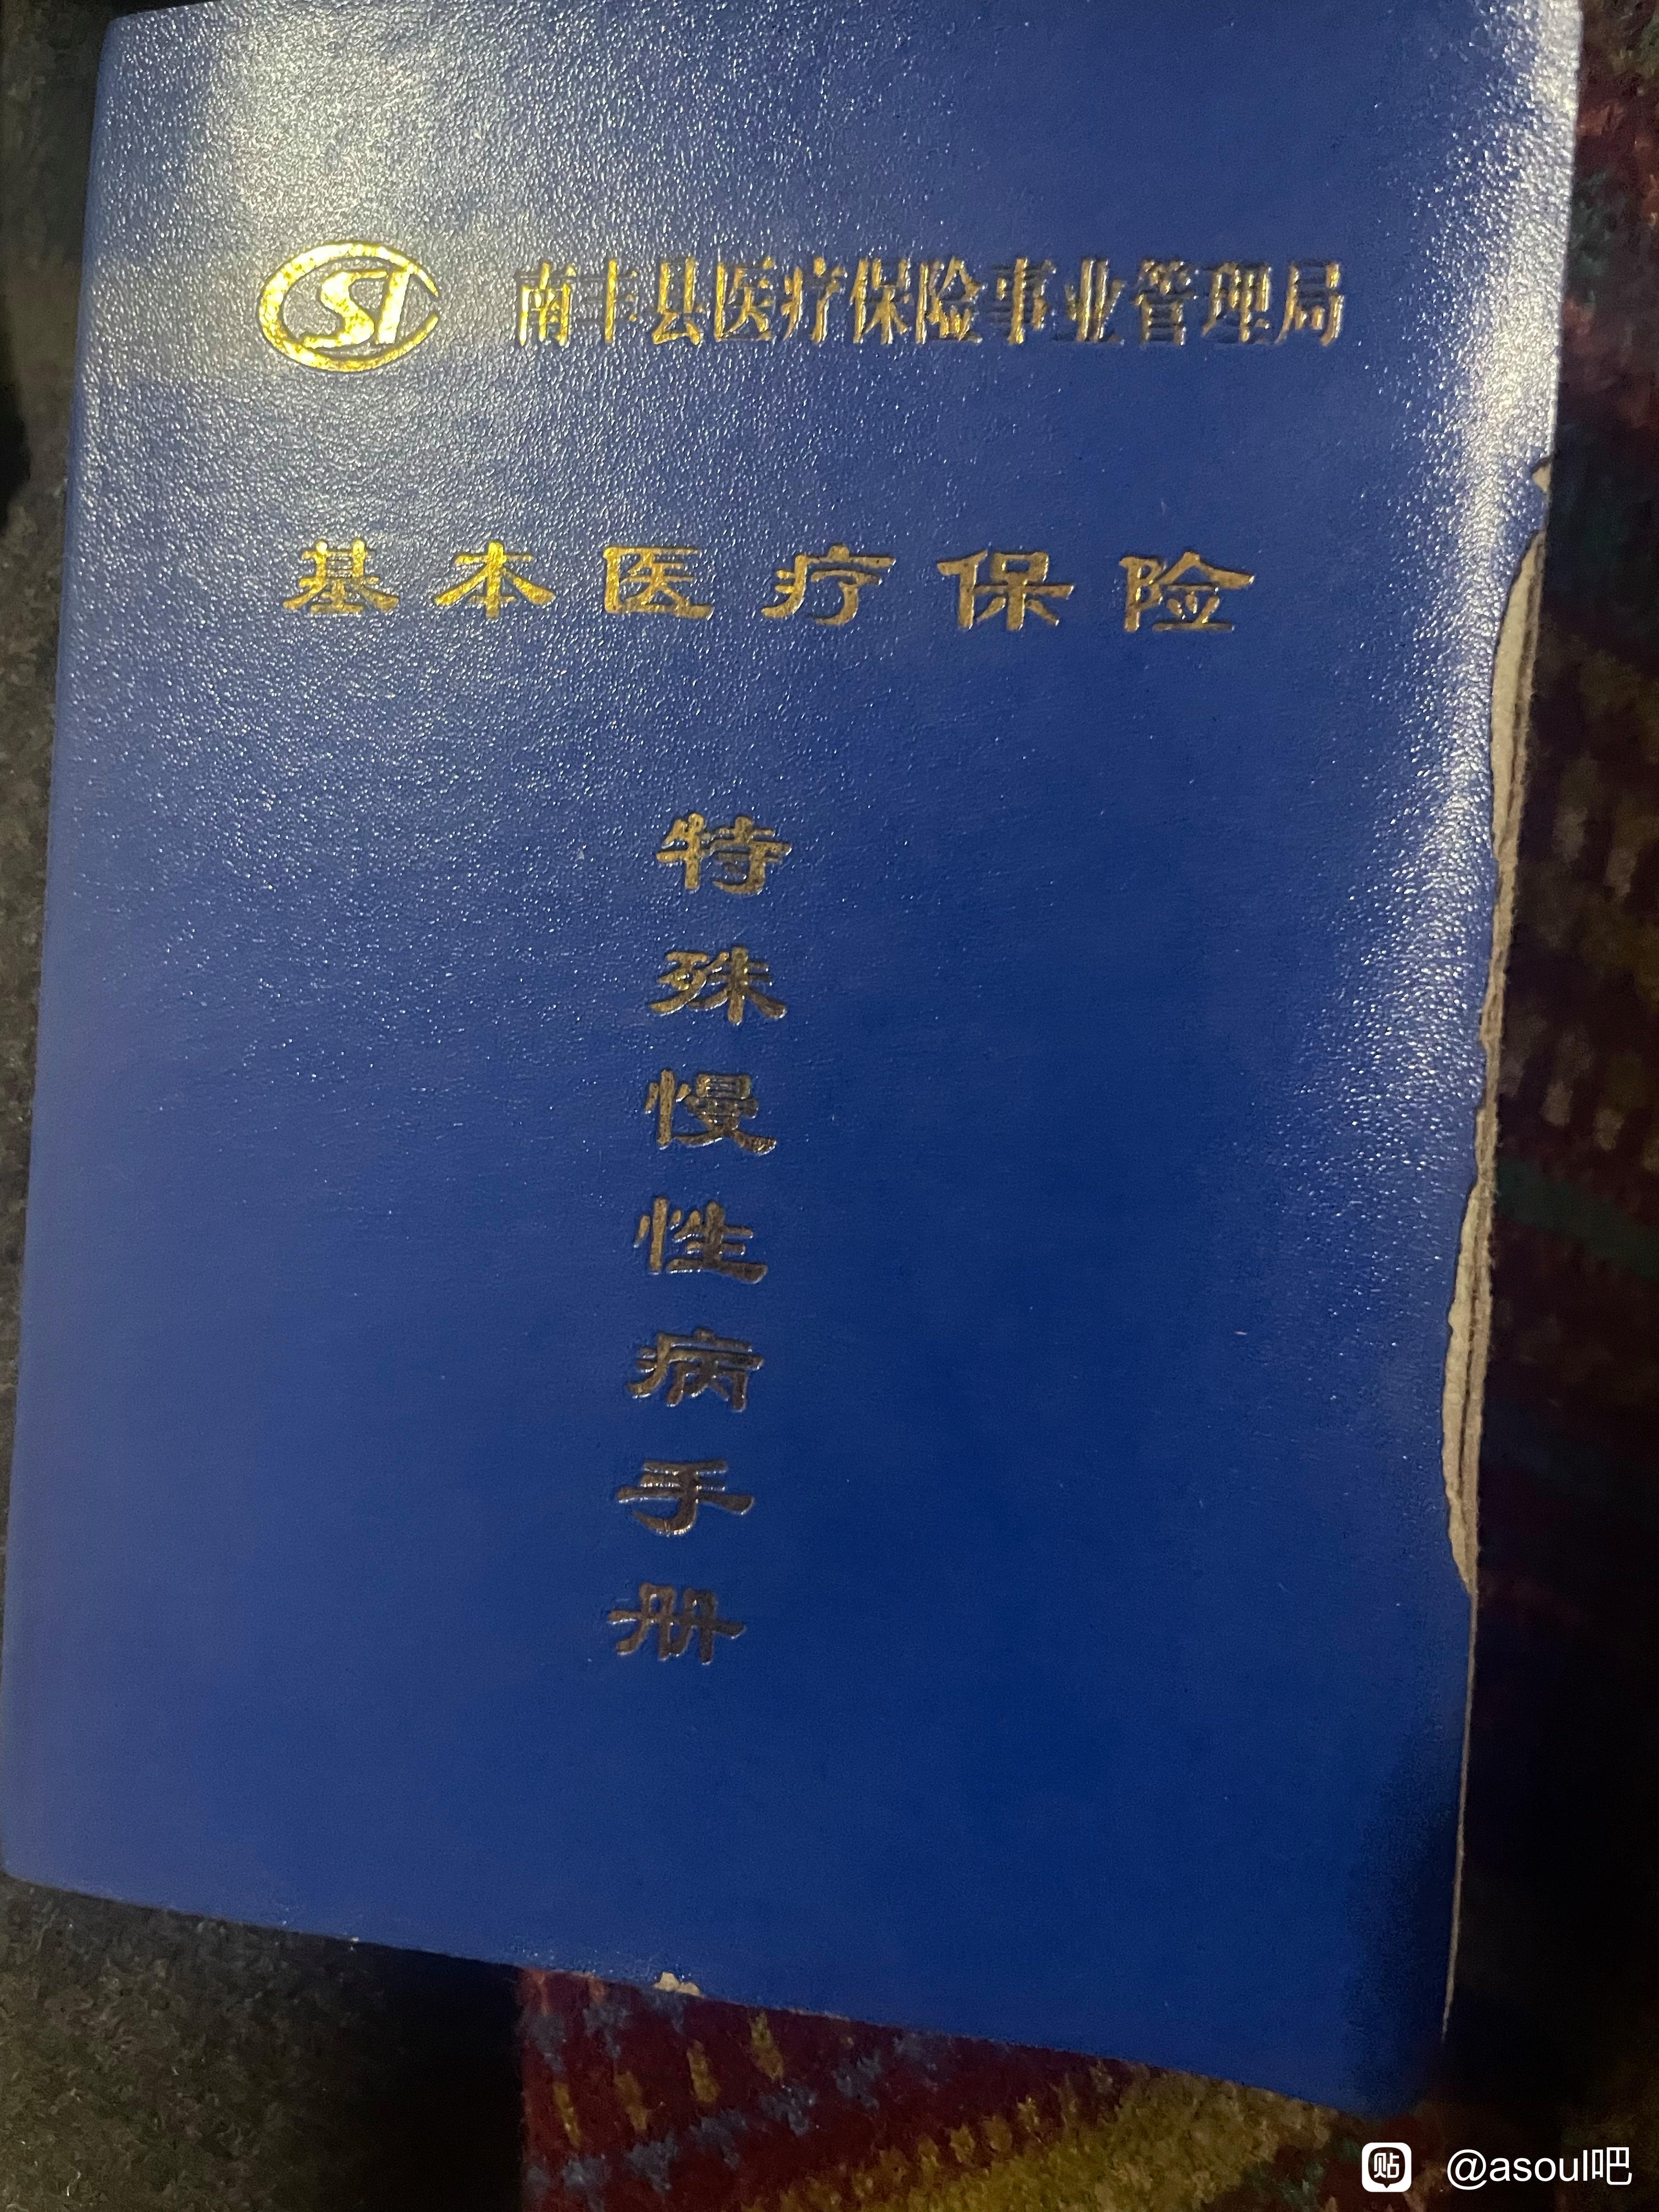 SI 南丰县医疗保险事业管理局
基本医疗保险
特殊慢性病手册
贴 @asoul吧